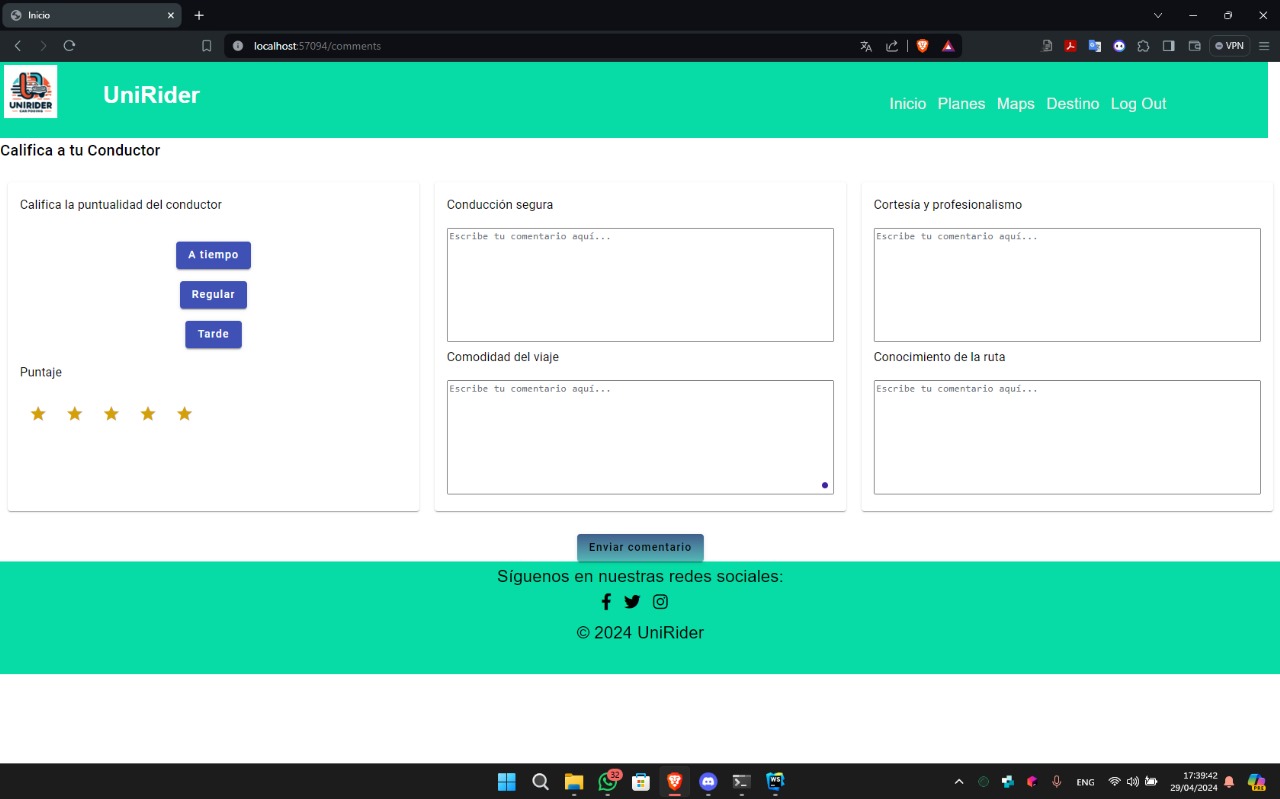 Inicio
localhost:57094/comments
VPN
UNIRIDER
UniRider
Inicio Planes Maps Destino Log Out
Califica a tu Conductor
Califica la puntualidad del conductor
A tiempo
Regular
Tarde
Puntaje
Conducción segura
Escribe tu comentario aquí...
Comodidad del viaje
Escribe tu comentario aquí...
Cortesía y profesionalismo
Escribe tu comentario aquí...
Conocimiento de la ruta
Escribe tu comentario aquí...
Enviar comentario
Síguenos en nuestras redes sociales:
© 2024 UniRider
32
WS
ENG
17:39:42
29/04/2024
PRE